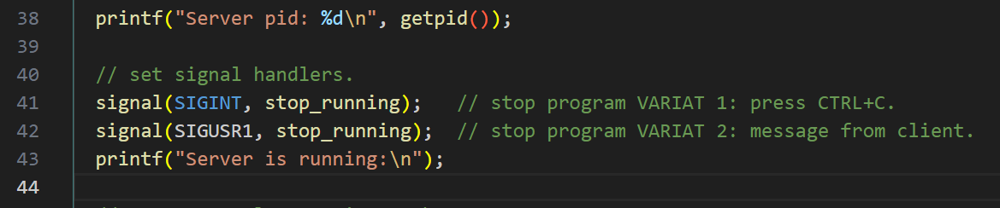 38 printf("Server pid: %d\n", getpid());
39
40 // set signal handlers.
41 signal(SIGINT, stop_running); // stop program VARIAT 1: press CTRL+C.
42 signal(SIGUSR1, stop_running); // stop program VARIAT 2: message from client.
43 printf("Server is running:\n");
44